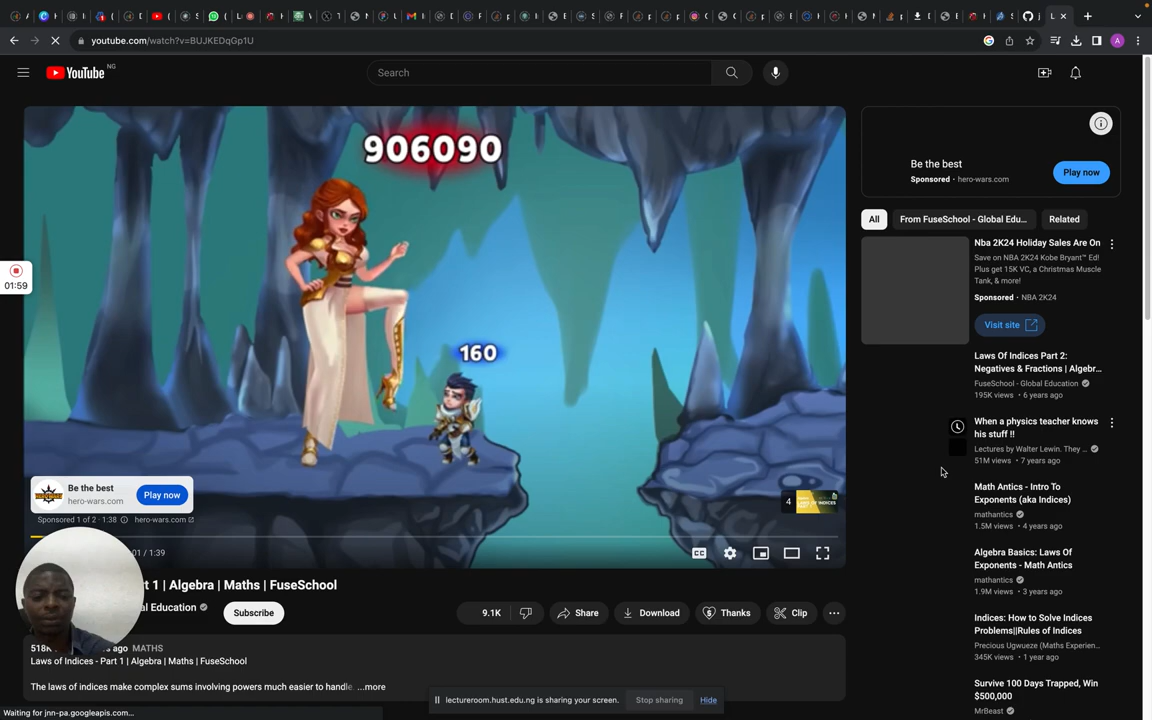 youtube.com/watch?v=BUJKEDqGp1U
YouTube NG
Search
906090
160
Be the best
hero-wars.com
Play now
Sponsored 1 of 2 · 1:38
hero-wars.com
4
01 / 1:39
01:59
t 1 | Algebra | Maths | FuseSchool
al Education
Subscribe
9.1K
Share
Download
Thanks
Clip
518K
ago MATHS
Laws of Indices - Part 1 | Algebra | Maths | FuseSchool
The laws of indices make complex sums involving powers much easier to handle. ...more
lectureroom.hust.edu.ng is sharing your screen.
Stop sharing
Hide
Waiting for jnn-pa.googleapis.com...
Be the best
Sponsored · hero-wars.com
Play now
All
From FuseSchool - Global Edu...
Related
Nba 2K24 Holiday Sales Are On
Save on NBA 2K24 Kobe Bryant™ Ed!
Plus get 15K VC, a Christmas Muscle
Tank, & more!
Sponsored · NBA 2K24
Visit site
Laws Of Indices Part 2:
Negatives & Fractions | Algebr...
FuseSchool - Global Education
195K views · 6 years ago
When a physics teacher knows
his stuff !!
Lectures by Walter Lewin. They ...
51M views · 7 years ago
Math Antics - Intro To
Exponents (aka Indices)
mathantics
1.5M views · 4 years ago
Algebra Basics: Laws Of
Exponents - Math Antics
mathantics
1.9M views · 3 years ago
Indices: How to Solve Indices
Problems||Rules of Indices
Precious Ugwueze (Maths Experien...
345K views · 1 year ago
Survive 100 Days Trapped, Win
$500,000
MrBeast